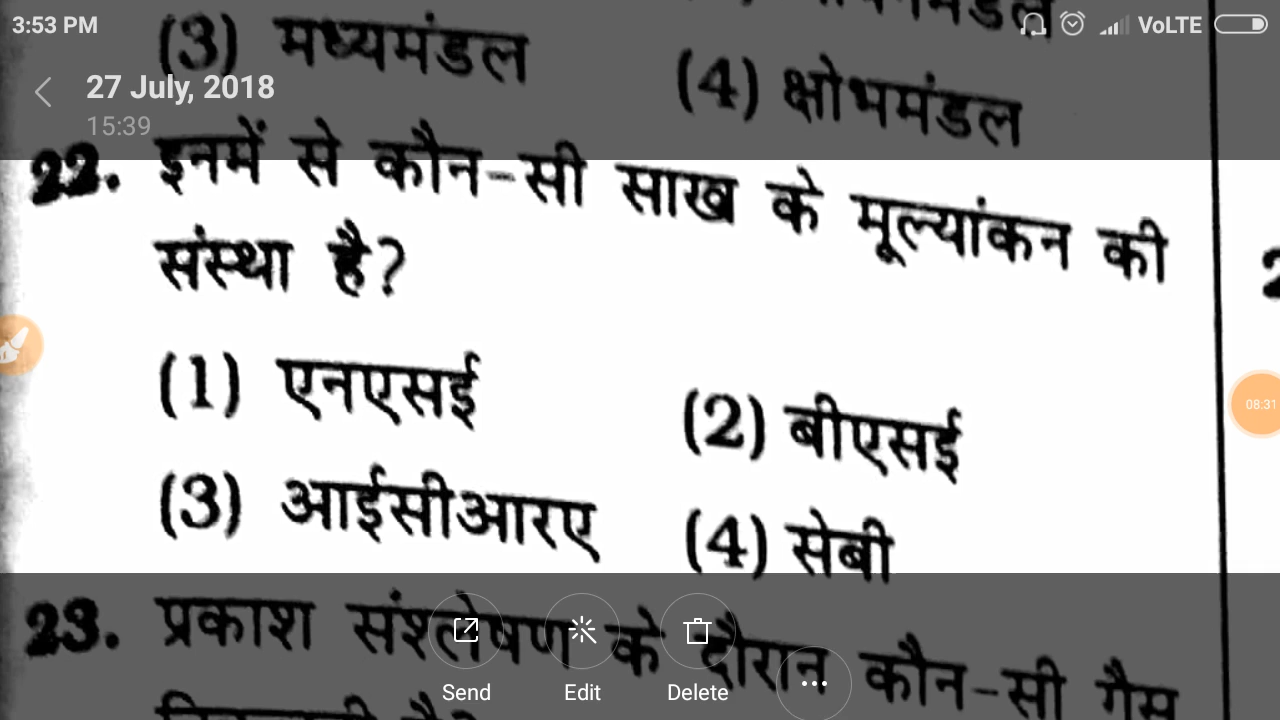 3:53 PM
VoLTE
27 July, 2018
15:39
(3) मध्यमंडल
(4) क्षोभमंडल
22. इनमें से कौन-सी साख के मूल्यांकन की
संस्था है?
(1) एनएसई
(2) बीएसई
(3) आईसीआरए
(4) सेबी
08:31
23. प्रकाश संश्लेषण के दौरान कौन-सी गैस
Send
Edit
Delete